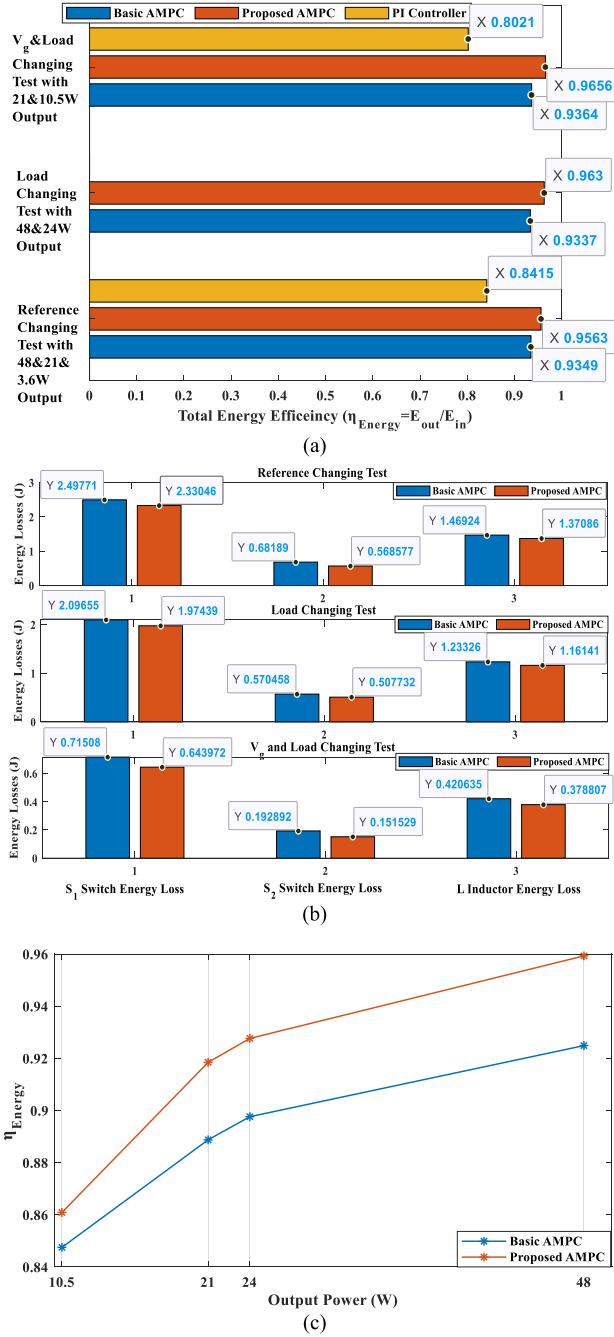 Basic AMPC Proposed AMPC PI Controller
X 0.8021
V_g&Load
Changing
Test with
21&10.5W
Output
X 0.9656
X 0.9364
Load
Changing
Test with
48&24W
Output
X 0.963
X 0.9337
X 0.8415
Reference
Changing
Test with
48&21&
3.6W
Output
X 0.9563
X 0.9349
0 0.1 0.2 0.3 0.4 0.5 0.6 0.7 0.8 0.9 1
Total Energy Efficeincy (η_Energy=E_out/E_in)
(a)
Reference Changing Test
Y 2.49771 Y 2.33046
Basic AMPC Proposed AMPC
Y 0.68189 Y 0.568577
Y 1.46924 Y 1.37086
Energy Losses (J)
3
2
1
0
1 2 3
Load Changing Test
Y 2.09655 Y 1.97439
Basic AMPC Proposed AMPC
Y 0.570458 Y 0.507732
Y 1.23326 Y 1.16141
Energy Losses (J)
2
1
0
1 2 3
V_g and Load Changing Test
Y 0.71508 Y 0.643972
Basic AMPC Proposed AMPC
Y 0.192892 Y 0.151529
Y 0.420635 Y 0.378807
Energy Losses (J)
0.6
0.4
0.2
0
1 2 3
S_1 Switch Energy Loss S_2 Switch Energy Loss L Inductor Energy Loss
(b)
0.96
0.94
0.92
0.9
0.88
0.86
0.84
η_Energy
Basic AMPC
Proposed AMPC
10.5 21 24 48
Output Power (W)
(c)